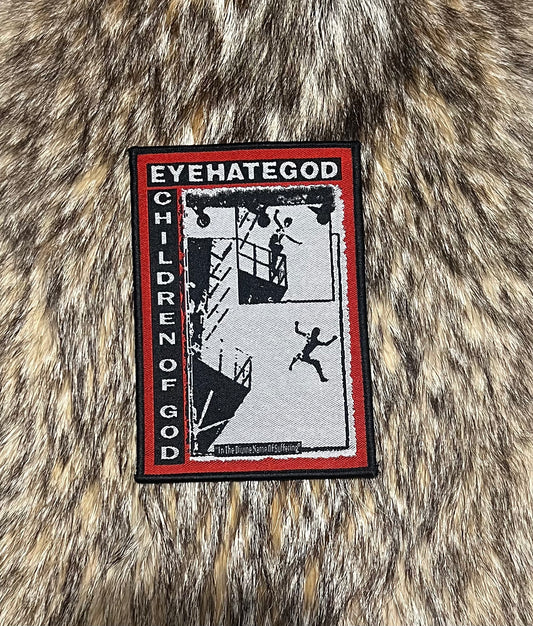 EYEHATEGOD
CHILDREN OF GOD
"In The Divine Name Of Suffering"